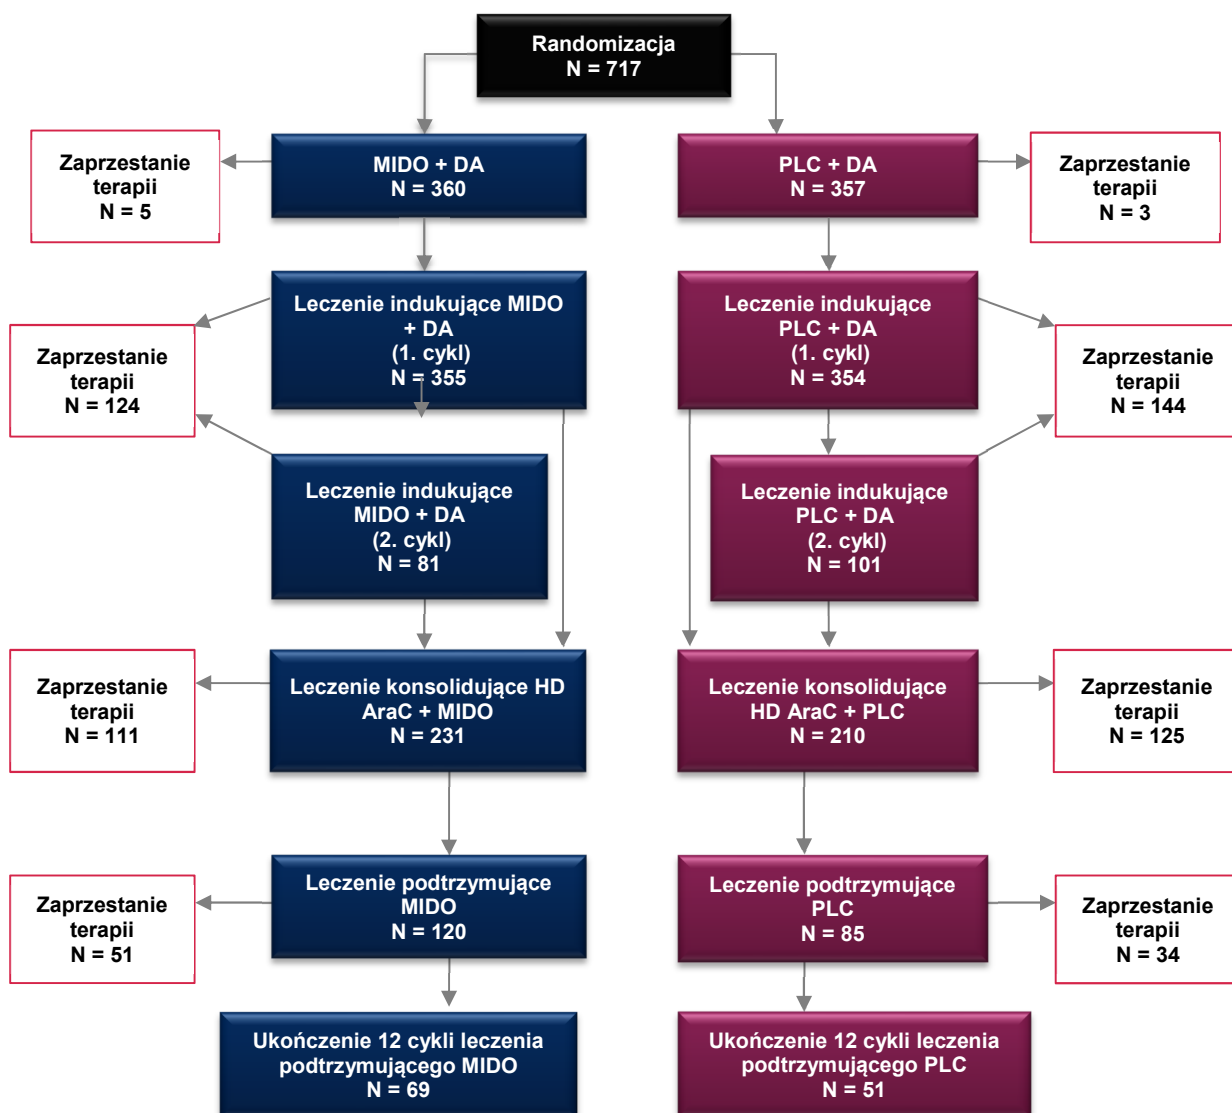 Randomizacja
N = 717
Zaprzestanie
terapii
N = 5
MIDO + DA
N = 360
PLC + DA
N = 357
Zaprzestanie
terapii
N = 3
Leczenie indukujące MIDO
+ DA
(1. cykl)
N = 355
Leczenie indukujące
PLC + DA
(1. cykl)
N = 354
Zaprzestanie
terapii
N = 124
Zaprzestanie
terapii
N = 144
Leczenie indukujące
MIDO + DA
(2. cykl)
N = 81
Leczenie indukujące
PLC + DA
(2. cykl)
N = 101
Zaprzestanie
terapii
N = 111
Leczenie konsolidujące HD
AraC + MIDO
N = 231
Leczenie konsolidujące
HD AraC + PLC
N = 210
Zaprzestanie
terapii
N = 125
Zaprzestanie
terapii
N = 51
Leczenie podtrzymujące
MIDO
N = 120
Leczenie podtrzymujące
PLC
N = 85
Zaprzestanie
terapii
N = 34
Ukończenie 12 cykli leczenia
podtrzymującego MIDO
N = 69
Ukończenie 12 cykli leczenia
podtrzymującego PLC
N = 51